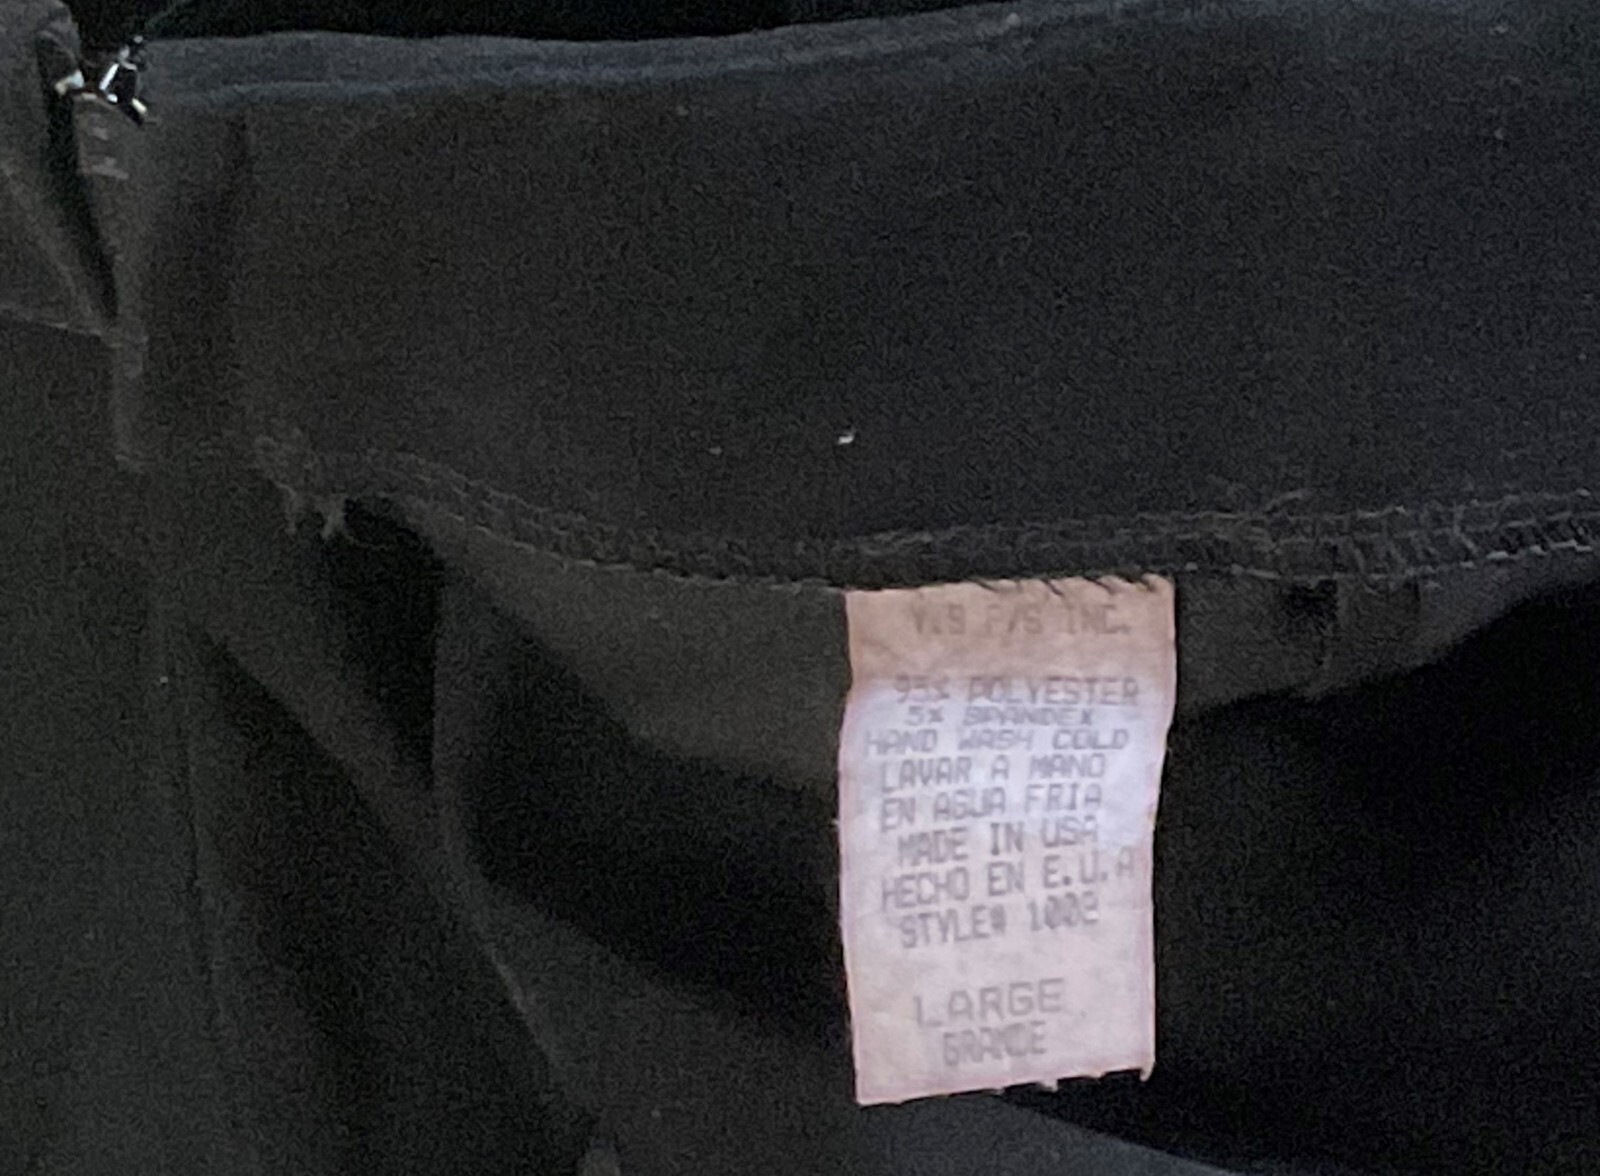 P/S INC.
95% POLYESTER
5% SPANDEX
HAND WASH COLD
LAVAR A MANO
EN AGUA FRIA
MADE IN USA
HECHO EN E.U.A
STYLE# 1002
LARGE
GRANDE